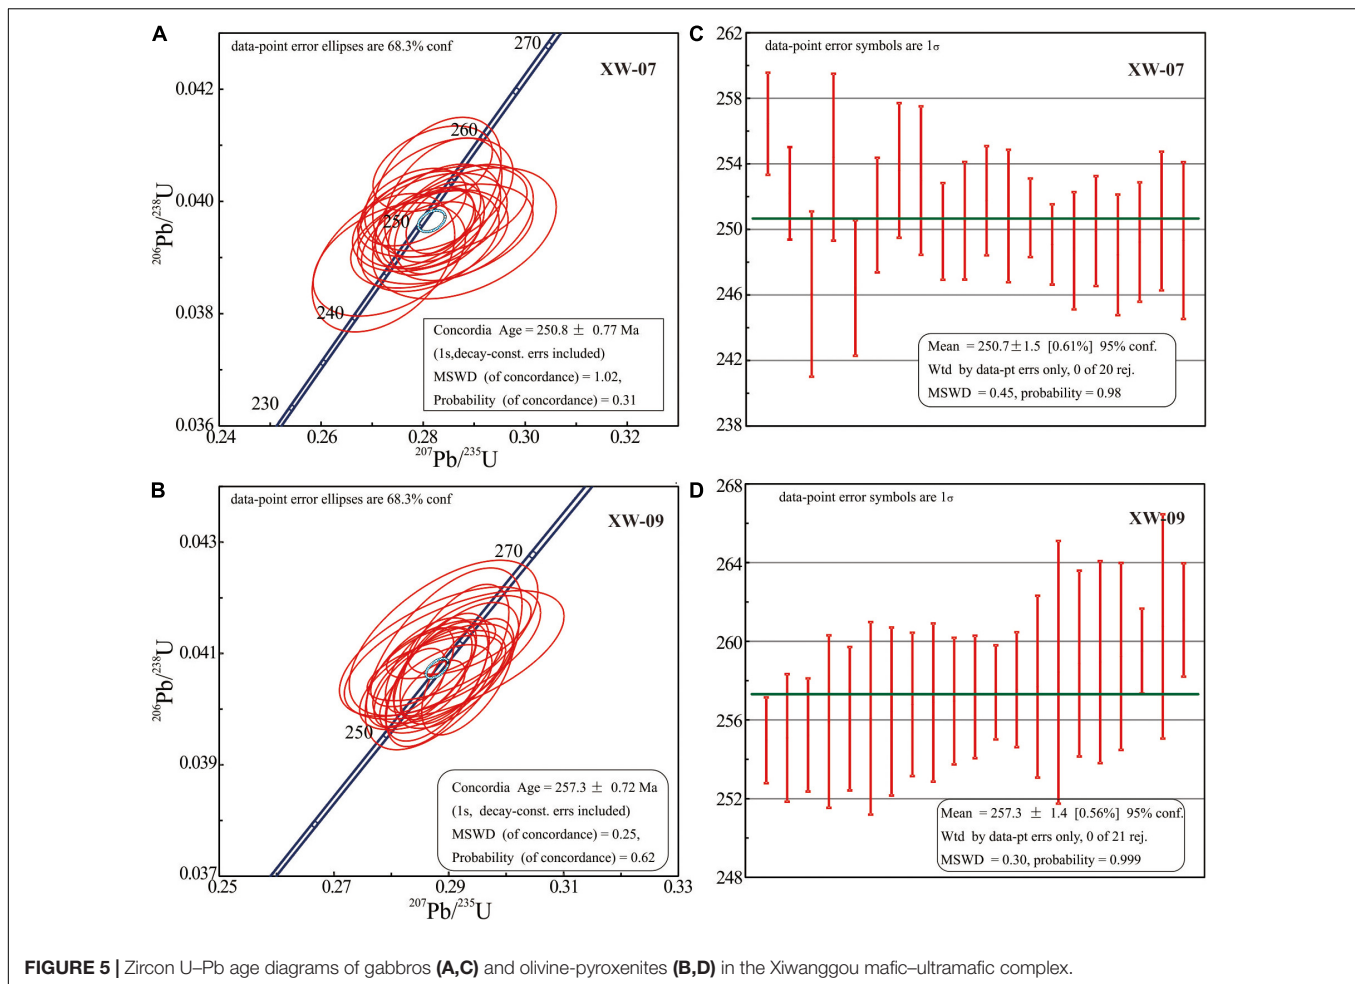 A
data-point error ellipses are 68.3% conf
XW-07
270
260
250
240
230
0.042
0.040
0.038
0.036
0.24
0.26
0.28
0.30
0.32
206Pb/238U
207Pb/235U
Concordia Age = 250.8 ± 0.77 Ma
(1s,decay-const. errs included)
MSWD (of concordance) = 1.02,
Probability (of concordance) = 0.31
C
data-point error symbols are 1σ
XW-07
262
258
254
250
246
242
238
Mean = 250.7±1.5 [0.61%] 95% conf.
Wtd by data-pt errs only, 0 of 20 rej.
MSWD = 0.45, probability = 0.98
B
data-point error ellipses are 68.3% conf
XW-09
270
250
0.043
0.041
0.039
0.037
0.25
0.27
0.29
0.31
0.33
206Pb/238U
207Pb/235U
Concordia Age = 257.3 ± 0.72 Ma
(1s, decay-const. errs included)
MSWD (of concordance) = 0.25,
Probability (of concordance) = 0.62
D
data-point error symbols are 1σ
XW-09
268
264
260
256
252
248
Mean = 257.3 ± 1.4 [0.56%] 95% conf.
Wtd by data-pt errs only, 0 of 21 rej.
MSWD = 0.30, probability = 0.999
FIGURE 5 | Zircon U–Pb age diagrams of gabbros (A,C) and olivine-pyroxenites (B,D) in the Xiwanggou mafic–ultramafic complex.